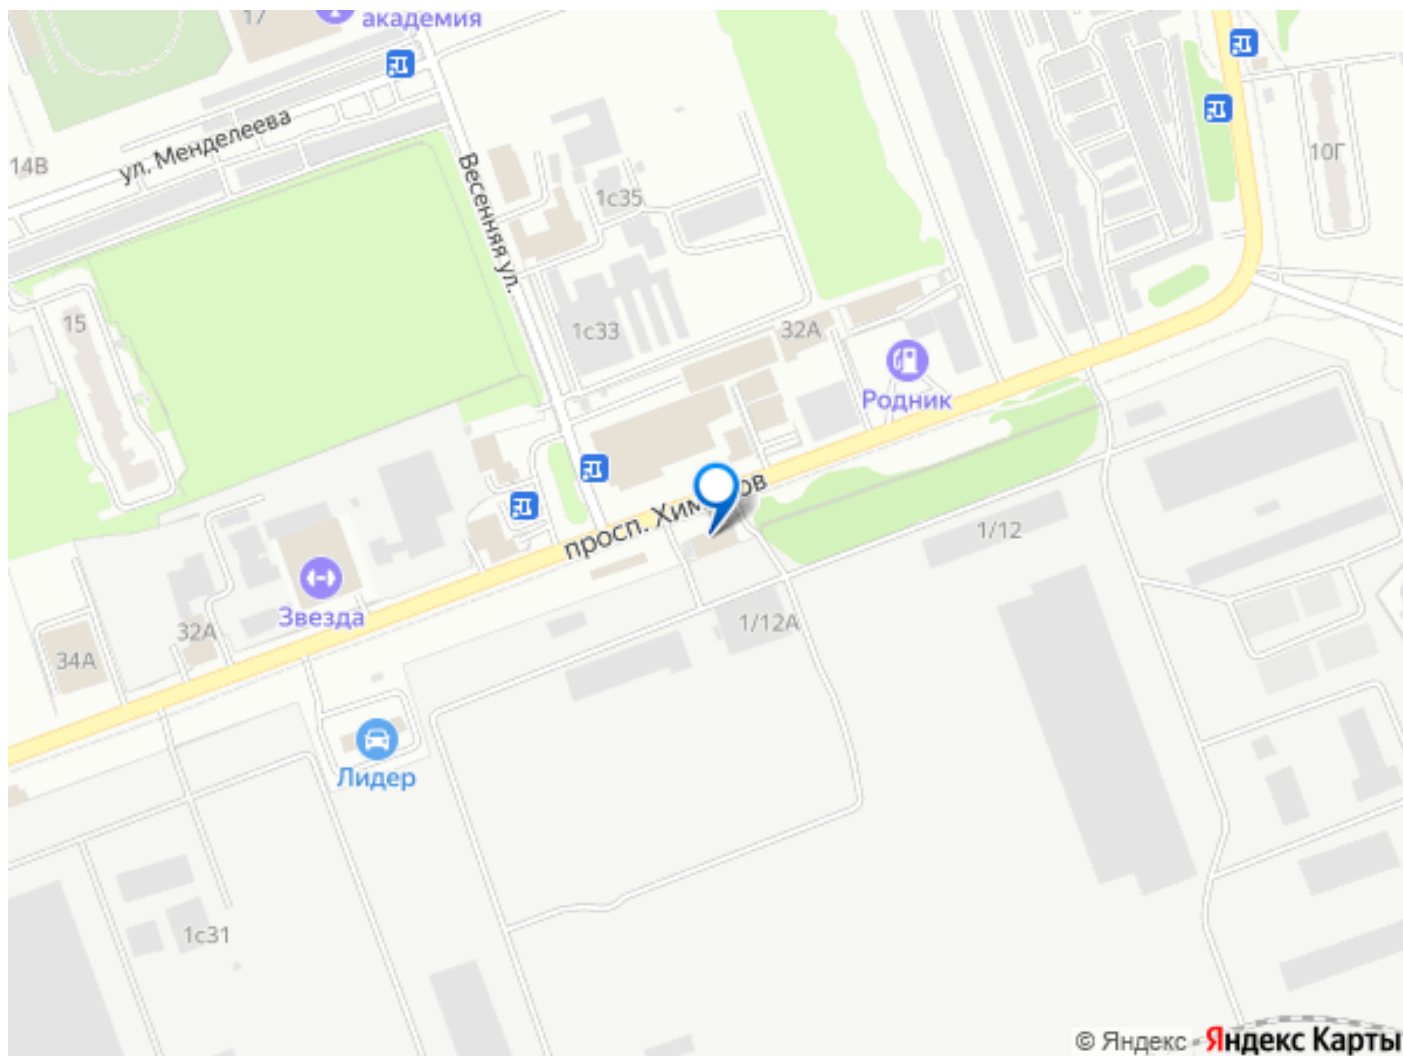 17
академия
ул. Менделеева
14В
Весенняя ул.
1с35
10Г
15
1с33
32А
Родник
просп. Хим
ов
1/12
Звезда
32А
1/12А
34А
Лидер
1с31
© Яндекс Яндекс Карты